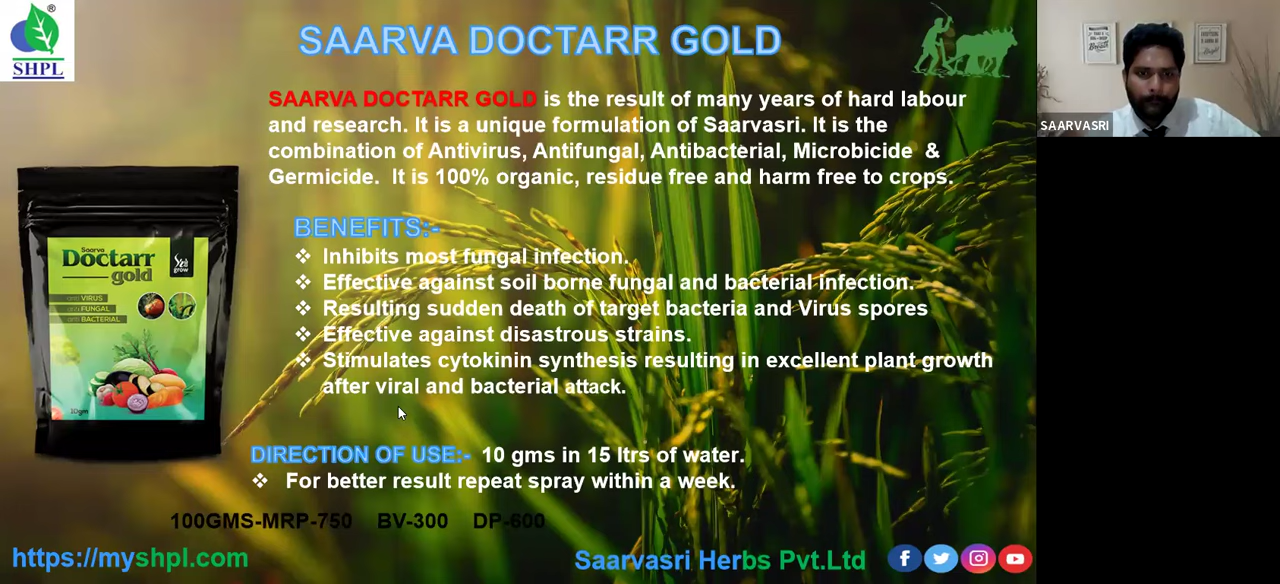 ®
SHPL
SAARVA DOCTARR GOLD
SAARVA DOCTARR GOLD is the result of many years of hard labour
and research. It is a unique formulation of Saarvasri. It is the
combination of Antivirus, Antifungal, Antibacterial, Microbicide &
Germicide. It is 100% organic, residue free and harm free to crops.
BENEFITS:-
❖ Inhibits most fungal infection.
❖ Effective against soil borne fungal and bacterial infection.
❖ Resulting sudden death of target bacteria and Virus spores
❖ Effective against disastrous strains.
❖ Stimulates cytokinin synthesis resulting in excellent plant growth
after viral and bacterial attack.
DIRECTION OF USE:- 10 gms in 15 ltrs of water.
❖ For better result repeat spray within a week.
100GMS-MRP-750 BV-300 DP-600
https://myshpl.com
Saarvasri Herbs Pvt.Ltd
Saarva
Doctarr
gold
grow
anti VIRUS
anti FUNGAL
anti BACTERIAL
10gm
SAARVASRI
Breath